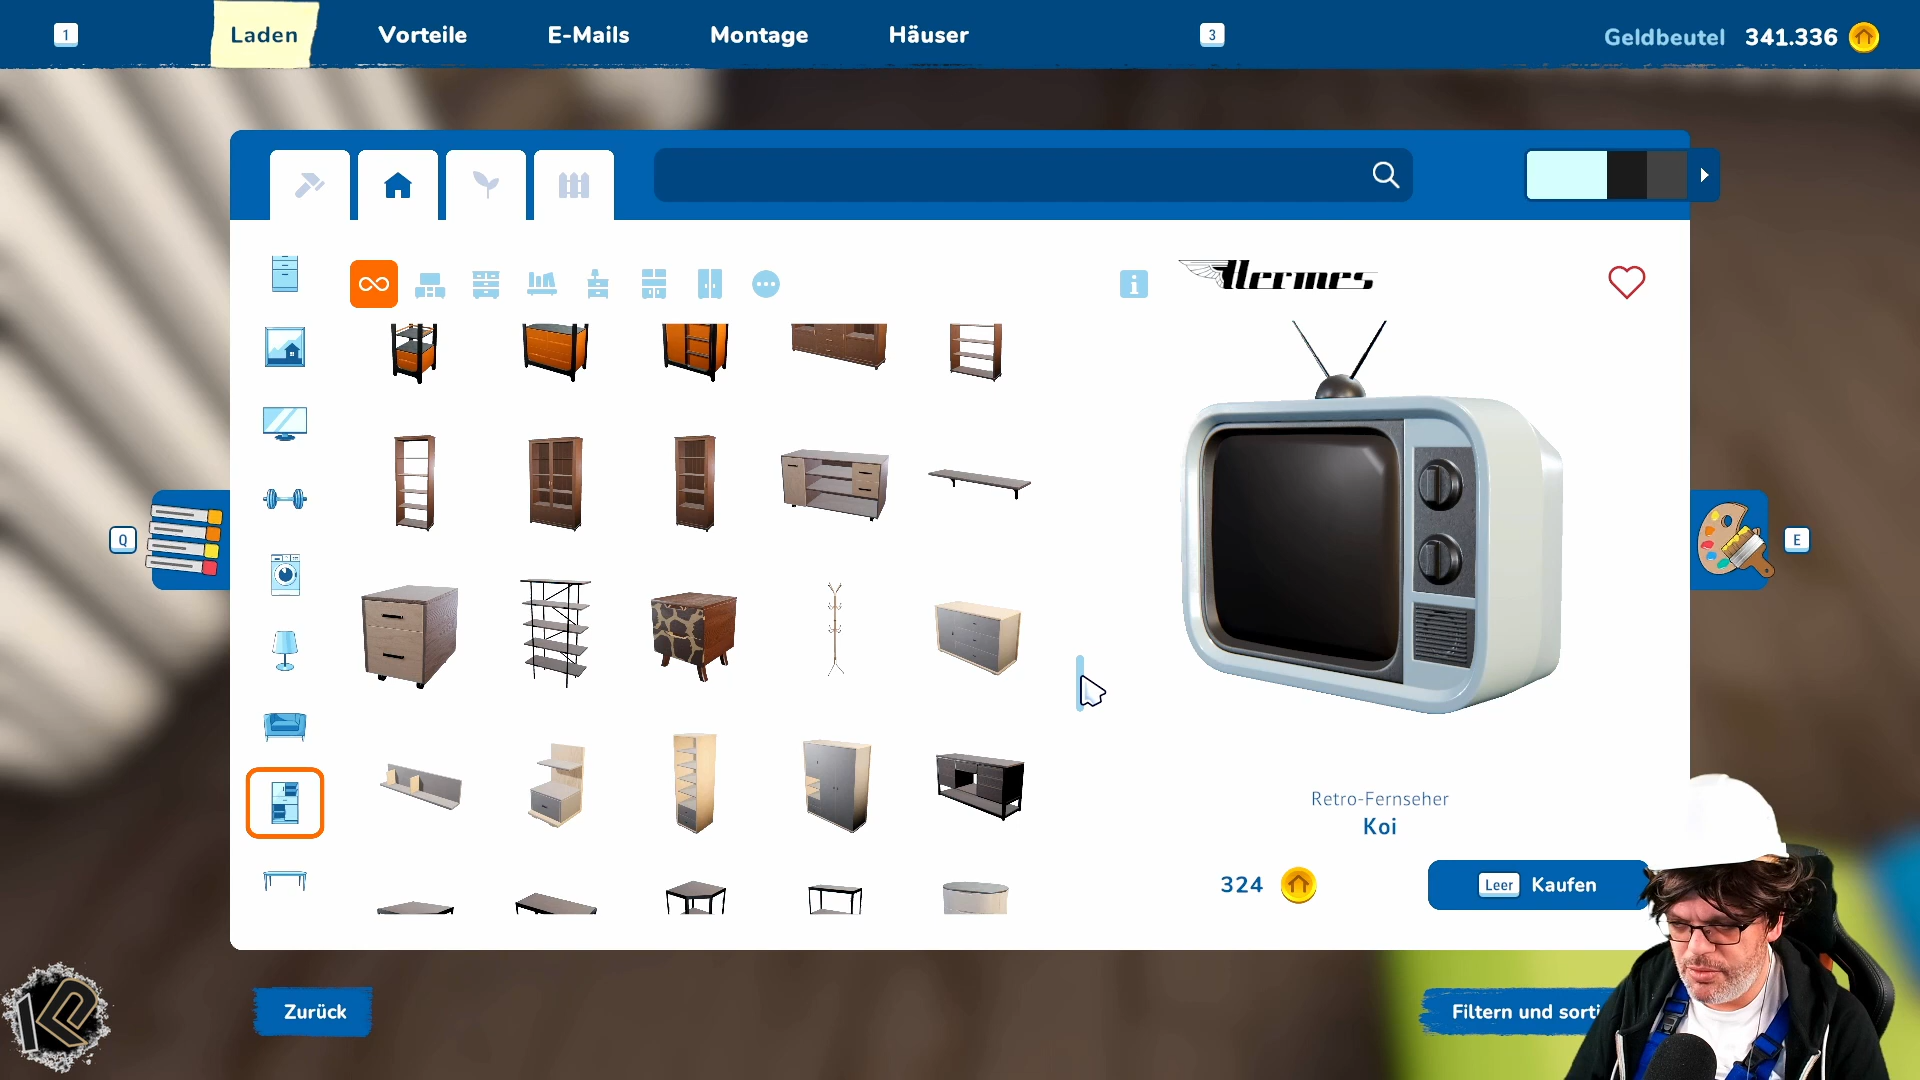 1
Laden
Vorteile
E-Mails
Montage
Häuser
3
Geldbeutel 341.336
i
Hermes
Q
E
Retro-Fernseher
Koi
324
Leer Kaufen
Zurück
Filtern und sorti